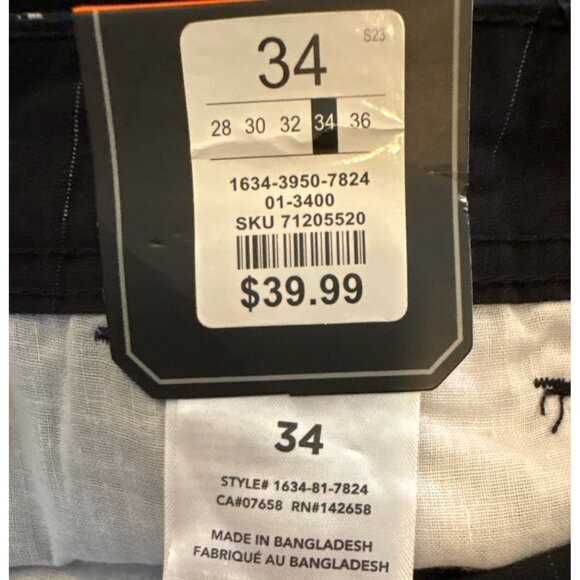 34
S23
28 30 32 34 36
1634-3950-7824
01-3400
SKU 71205520
$39.99
34
STYLE# 1634-81-7824
CA#07658 RN#142658
MADE IN BANGLADESH
FABRIQUÉ AU BANGLADESH